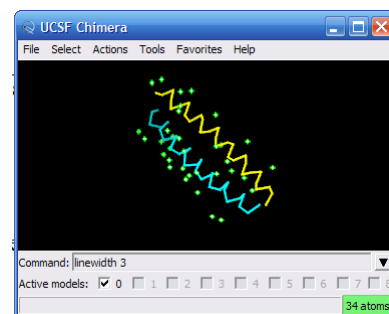 UCSF Chimera
File Select Actions Tools Favorites Help
Command: linewidth 3
Active models: 0 1 2 3 4 5 6 7 8
34 atoms